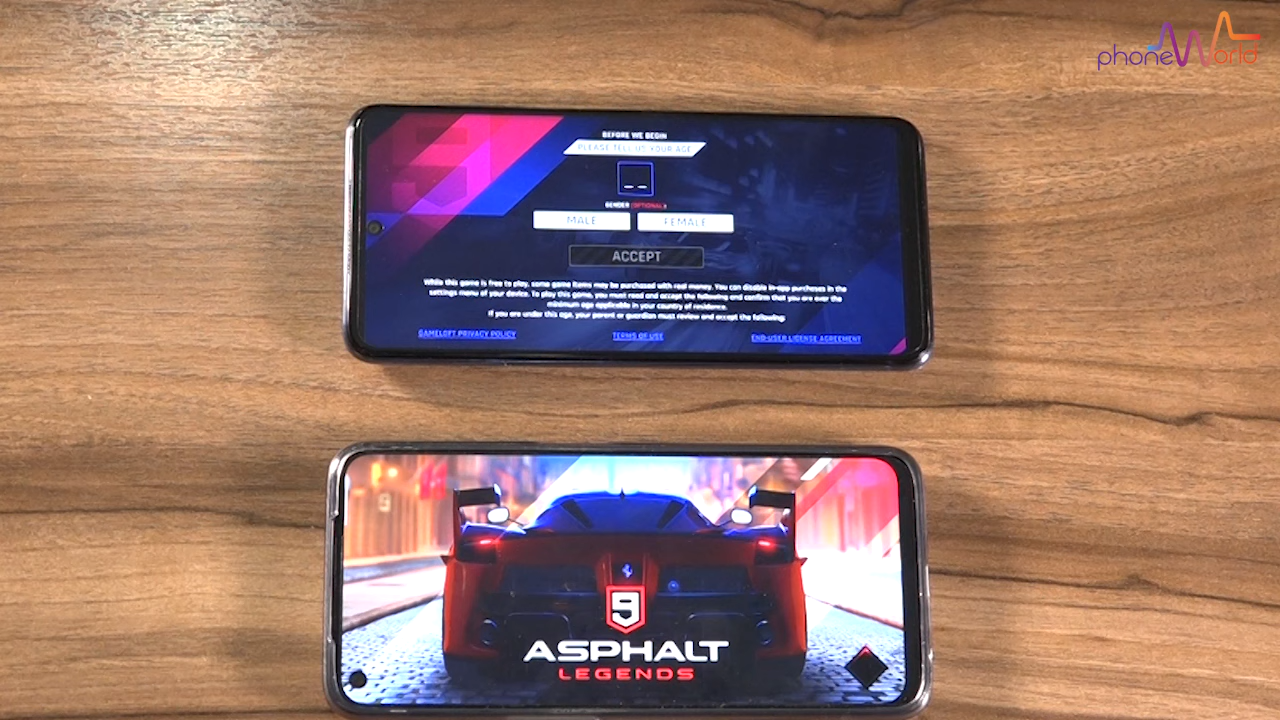 phoneWorld
BEFORE WE BEGIN
PLEASE TELL US YOUR AGE
GENDER (OPTIONAL)
MALE
FEMALE
ACCEPT
While this game is free to play, some game items may be purchased with real money. You can disable in-app purchases in the
settings menu of your device. To play this game, you must read and accept the following and confirm that you are over the
minimum age applicable in your country of residence.
If you are under this age, your parent or guardian must review and accept the following:
GAMELOFT PRIVACY POLICY
TERMS OF USE
END-USER LICENSE AGREEMENT
9
ASPHALT
LEGENDS